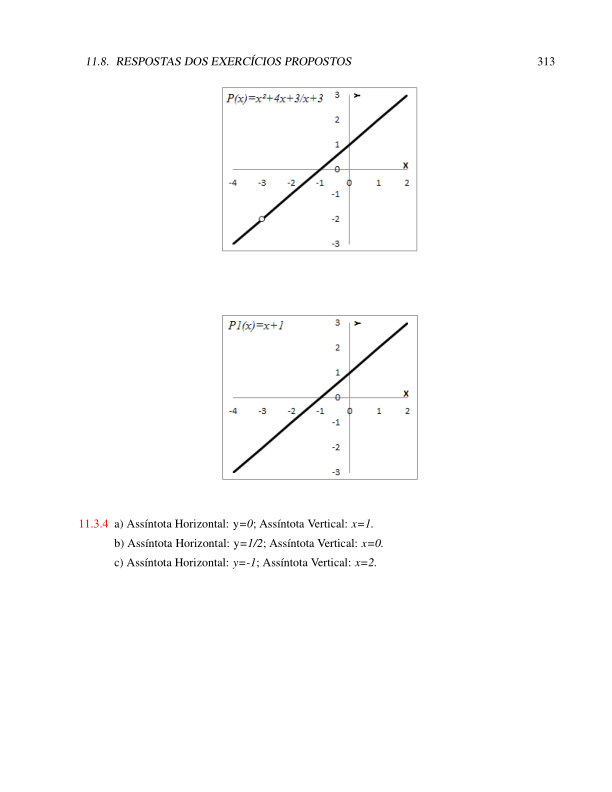 11.8. RESPOSTAS DOS EXERCÍCIOS PROPOSTOS 313
P(x)=x²+4x+3/x+3
Y
3
2
1
0
X
-4 -3 -2 -1 0 1 2
-1
-2
-3
P1(x)=x+1
Y
3
2
1
0
X
-4 -3 -2 -1 0 1 2
-1
-2
-3
11.3.4 a) Assíntota Horizontal: y=0; Assíntota Vertical: x=1.
b) Assíntota Horizontal: y=1/2; Assíntota Vertical: x=0.
c) Assíntota Horizontal: y=-1; Assíntota Vertical: x=2.